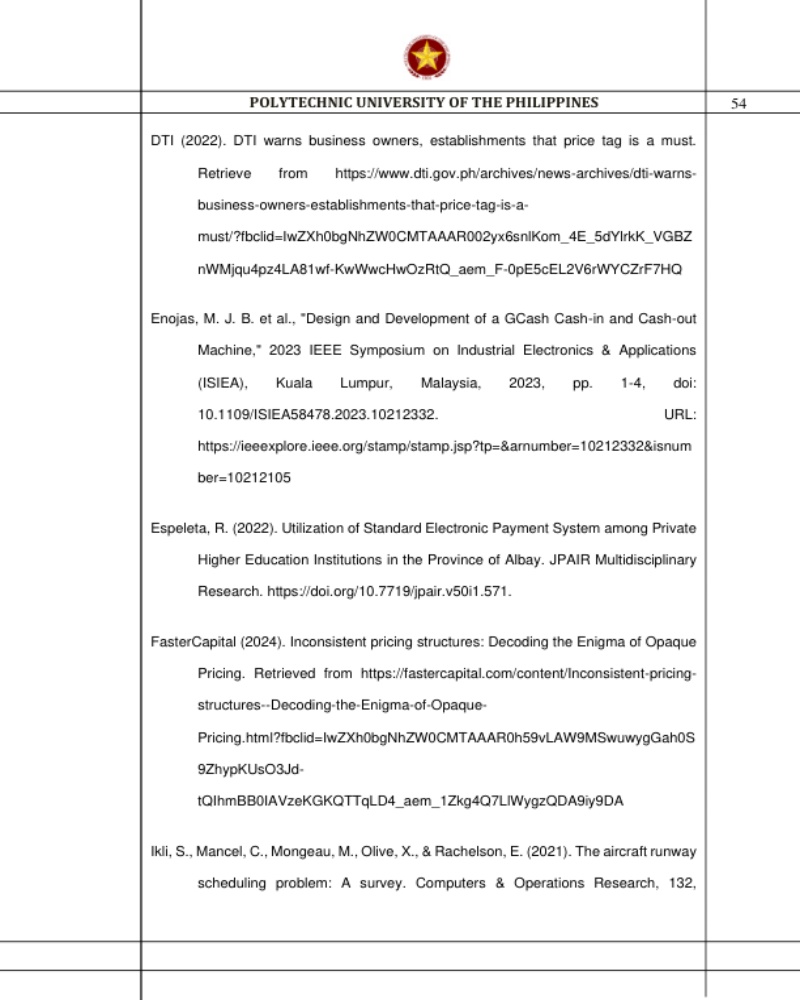 POLYTECHNIC UNIVERSITY OF THE PHILIPPINES
54
DTI (2022). DTI warns business owners, establishments that price tag is a must.
Retrieve from https://www.dti.gov.ph/archives/news-archives/dti-warns-
business-owners-establishments-that-price-tag-is-a-
must/?fbclid=IwZXh0bgNhZW0CMTAAAR002yx6snlKom_4E_5dYIrkK_VGBZ
nWMjqu4pz4LA81wf-KwWwcHwOzRtQ_aem_F-0pE5cEL2V6rWYCZrF7HQ
Enojas, M. J. B. et al., "Design and Development of a GCash Cash-in and Cash-out
Machine," 2023 IEEE Symposium on Industrial Electronics & Applications
(ISIEA), Kuala Lumpur, Malaysia, 2023, pp. 1-4, doi:
10.1109/ISIEA58478.2023.10212332. URL:
https://ieeexplore.ieee.org/stamp/stamp.jsp?tp=&arnumber=10212332&isnum
ber=10212105
Espeleta, R. (2022). Utilization of Standard Electronic Payment System among Private
Higher Education Institutions in the Province of Albay. JPAIR Multidisciplinary
Research. https://doi.org/10.7719/jpair.v50i1.571.
FasterCapital (2024). Inconsistent pricing structures: Decoding the Enigma of Opaque
Pricing. Retrieved from https://fastercapital.com/content/Inconsistent-pricing-
structures--Decoding-the-Enigma-of-Opaque-
Pricing.html?fbclid=IwZXh0bgNhZW0CMTAAAR0h59vLAW9MSwuwygGah0S
9ZhypKUsO3Jd-
tQIhmBB0IAVzeKGKQTTqLD4_aem_1Zkg4Q7LlWygzQDA9iy9DA
Ikli, S., Mancel, C., Mongeau, M., Olive, X., & Rachelson, E. (2021). The aircraft runway
scheduling problem: A survey. Computers & Operations Research, 132,